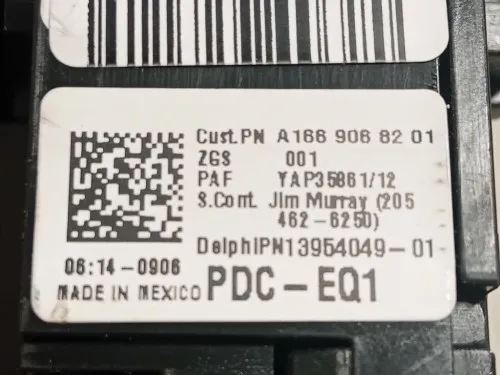 Cust.PN A166 906 82 01
ZGS 001
PAF YAP35861/12
S.Cont. Jim Murray (205
462-6250)
DelphiPN13954049-01
06:14-0906
MADE IN MEXICO PDC-EQ1